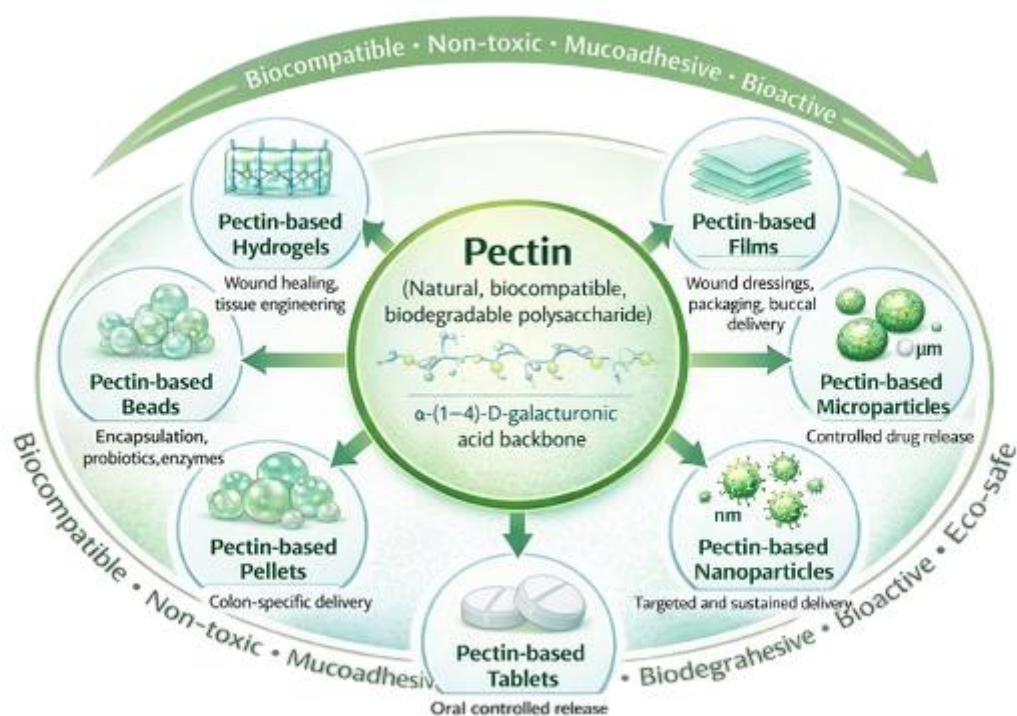 Biocompatible • Non-toxic • Mucoadhesive • Bioactive
Pectin-based
Hydrogels
Wound healing,
tissue engineering
Pectin-based
Films
Wound dressings,
packaging, buccal
delivery
Pectin
(Natural, biocompatible,
biodegradable polysaccharide)
α-(1–4)-D-galacturonic
acid backbone
Pectin-based
Beads
Encapsulation,
probiotics,enzymes
μm
Pectin-based
Microparticles
Controlled drug release
Pectin-based
Pellets
Colon-specific delivery
nm
Pectin-based
Nanoparticles
Targeted and sustained delivery
Pectin-based
Tablets
Oral controlled release
Biocompatible • Non-toxic • Mucoadhesiv • Biodegrahesive • Bioactive • Eco-safe